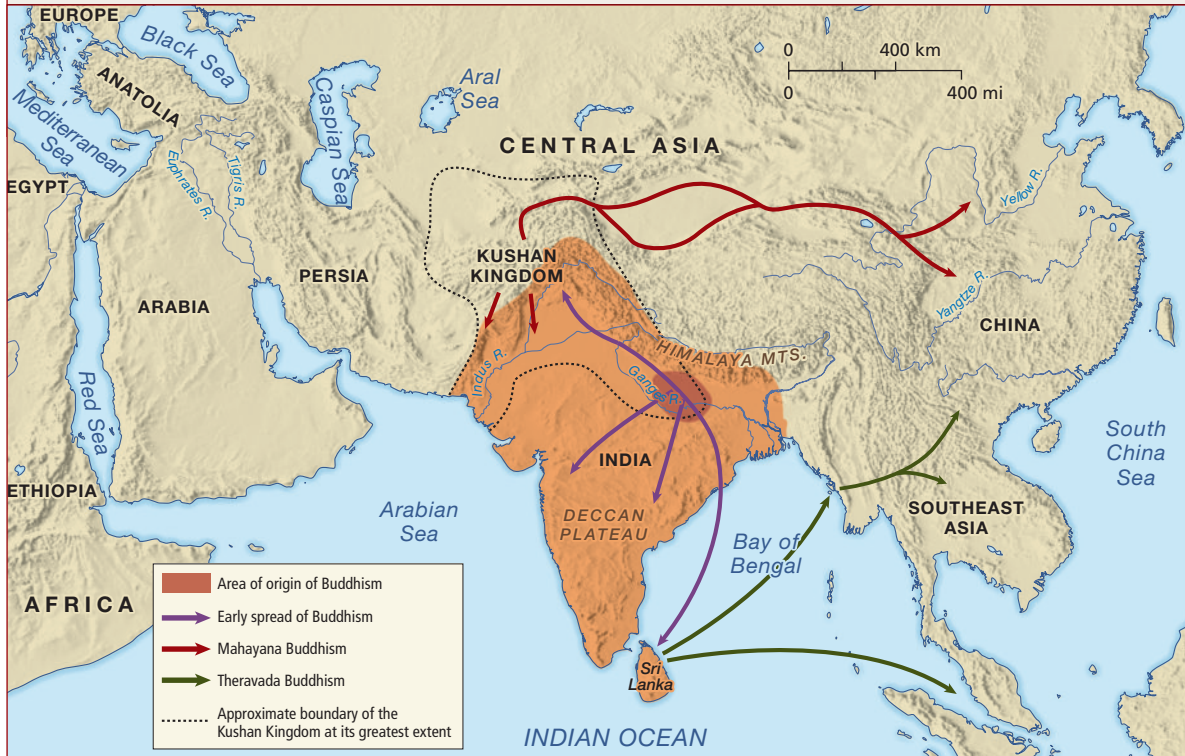 EUROPE
Black Sea
ANATOLIA
Mediterranean
Sea
Caspian Sea
Aral
Sea
0 400 km
0 400 mi
CENTRAL ASIA
EGYPT
Euphrates R.
Tigris R.
Yellow R.
KUSHAN
KINGDOM
PERSIA
ARABIA
Yangtze R.
CHINA
HIMALAYA MTS.
Indus R.
Ganges R.
Red Sea
INDIA
South
China
Sea
ETHIOPIA
Arabian
Sea
DECCAN
PLATEAU
SOUTHEAST
ASIA
Bay of
Bengal
AFRICA
Area of origin of Buddhism
Early spread of Buddhism
Mahayana Buddhism
Theravada Buddhism
Approximate boundary of the
Kushan Kingdom at its greatest extent
Sri
Lanka
INDIAN OCEAN